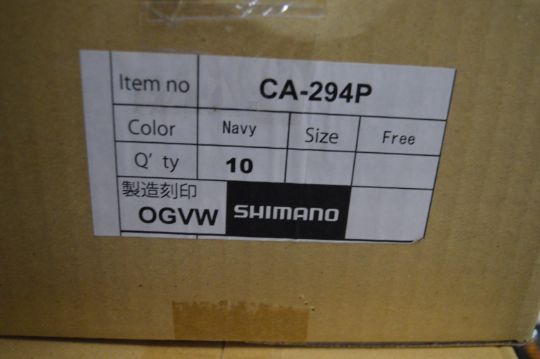 Item no CA-294P
Color Navy Size Free
Q' ty 10
製造刻印
OGVW SHIMANO